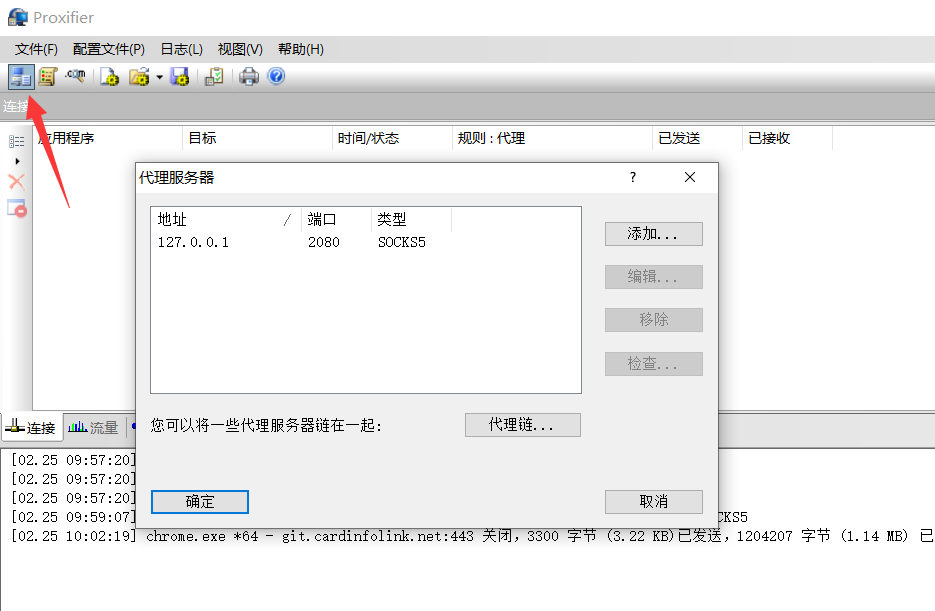 Proxifier
文件(F) 配置文件(P) 日志(L) 视图(V) 帮助(H)
连接
应用程序 目标 时间/状态 规则 : 代理 已发送 已接收
代理服务器 ?
地址 / 端口 类型
127.0.0.1 2080 SOCKS5
添加...
编辑...
移除
检查...
您可以将一些代理服务器链在一起: 代理链...
确定 取消
连接 流量
[02.25 09:57:20]
[02.25 09:57:20]
[02.25 09:57:20]
[02.25 09:59:07] CKS5
[02.25 10:02:19] chrome.exe *64 - git.cardinfolink.net:443 关闭，3300 字节 (3.22 KB)已发送，1204207 字节 (1.14 MB) 已